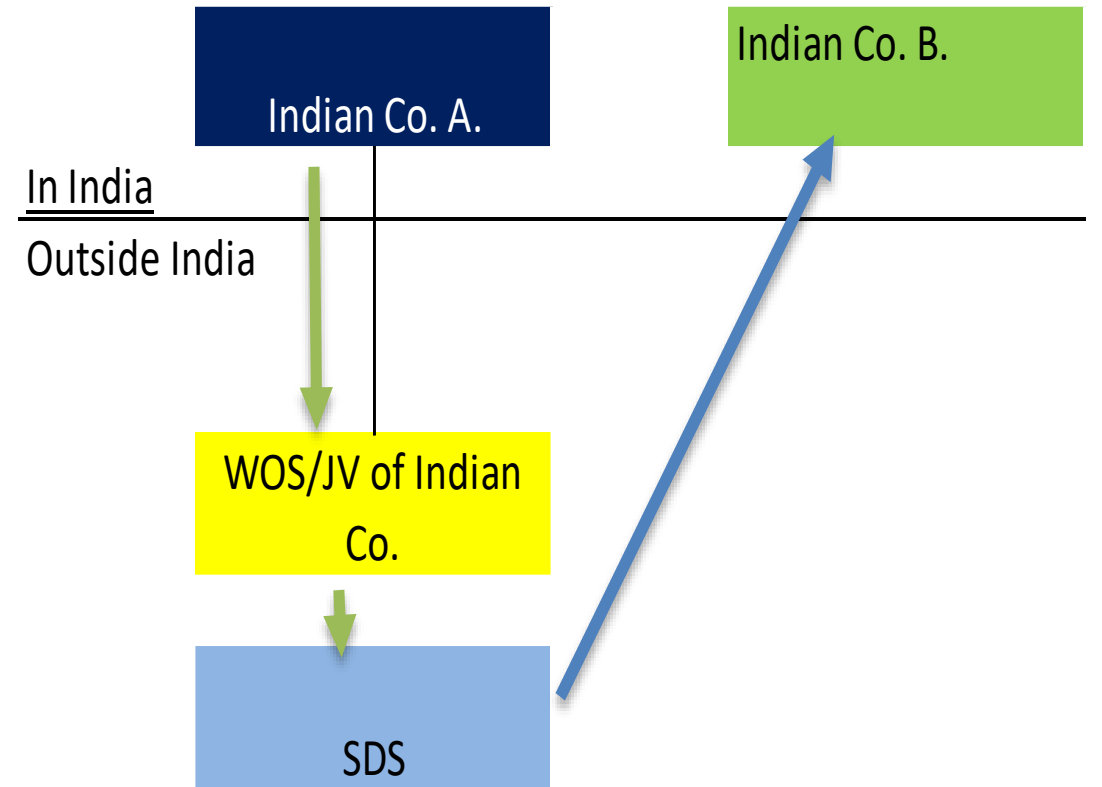 Indian Co. A.
Indian Co. B.
In India
Outside India
WOS/JV of Indian
Co.
SDS